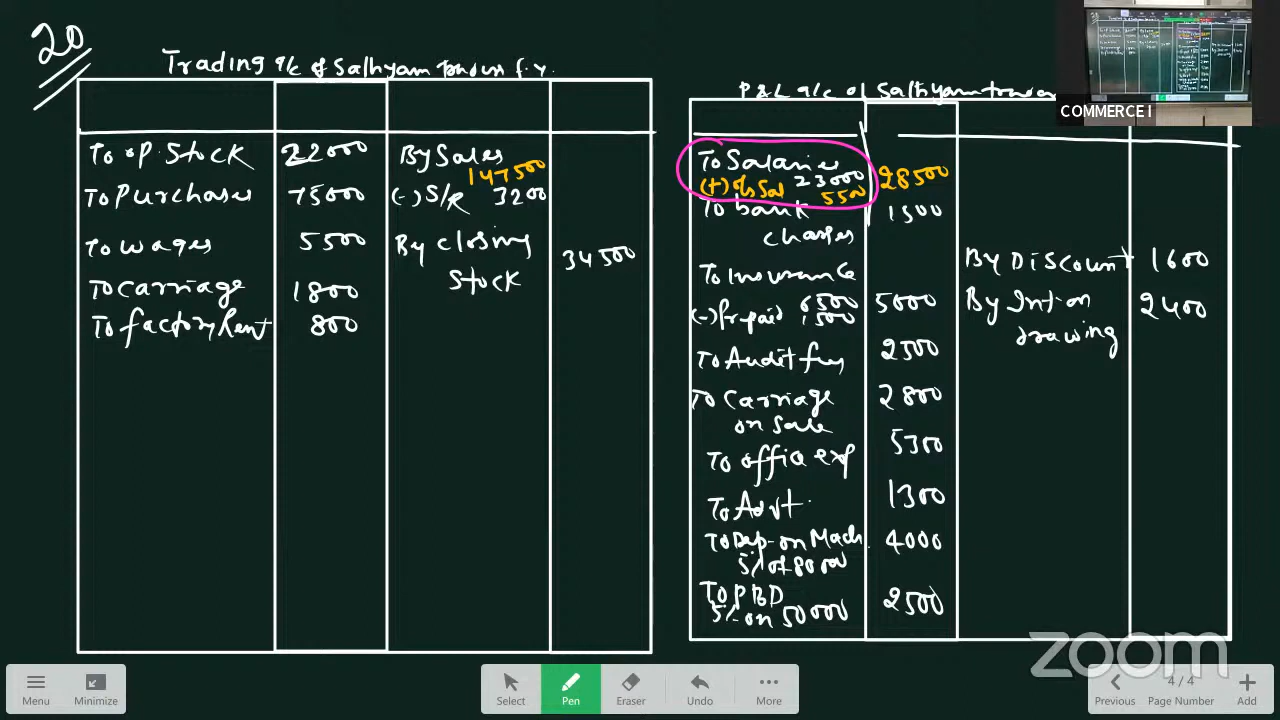 20
Trading a/c of Sathyam f.y.
To op. Stock 22000 By Sales
147500
To Purchases 75000 (-) S/R 3200
To wages 5500 By closing
Stock 34500
To carriage 1800
To factory Rent 800
P&L a/c of Sathyam
COMMERCE I
To Salaries 23000
(+) o/s Sal 5500 28500
To bank 1500
charges
To Insurance 6500
(-) Prepaid 1500 5000
To Audit fees 2500
To Carriage 2800
on Sale
To office exp 5300
To Advt. 1300
To Dep. on Mach. 4000
5% of 80000
To PBD
5% on 50000 2500
By Discount 1600
By Int on 2400
drawing
zoom
Menu
Minimize
Select
Pen
Eraser
Undo
More
Previous
4/4
Page Number
Add